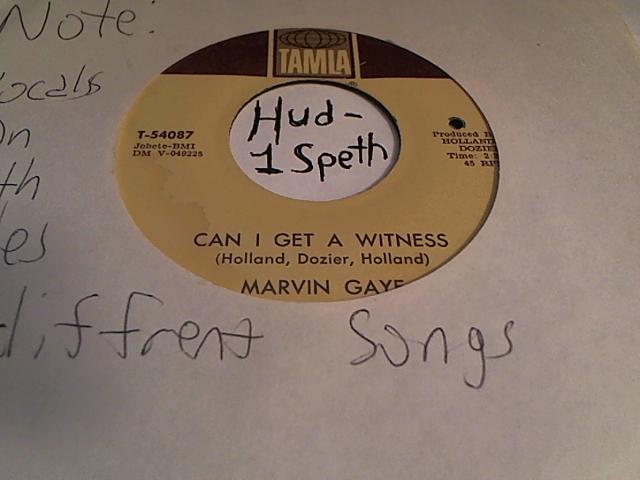 Note:
ocals
on
th
es
diffrent songs
TAMLA
®
Hud-
1 Speth
T-54087
Jobete-BMI
DM V-049225
Produced B
HOLLAND
DOZIE
Time: 2:
45 RP
CAN I GET A WITNESS
(Holland, Dozier, Holland)
MARVIN GAYE